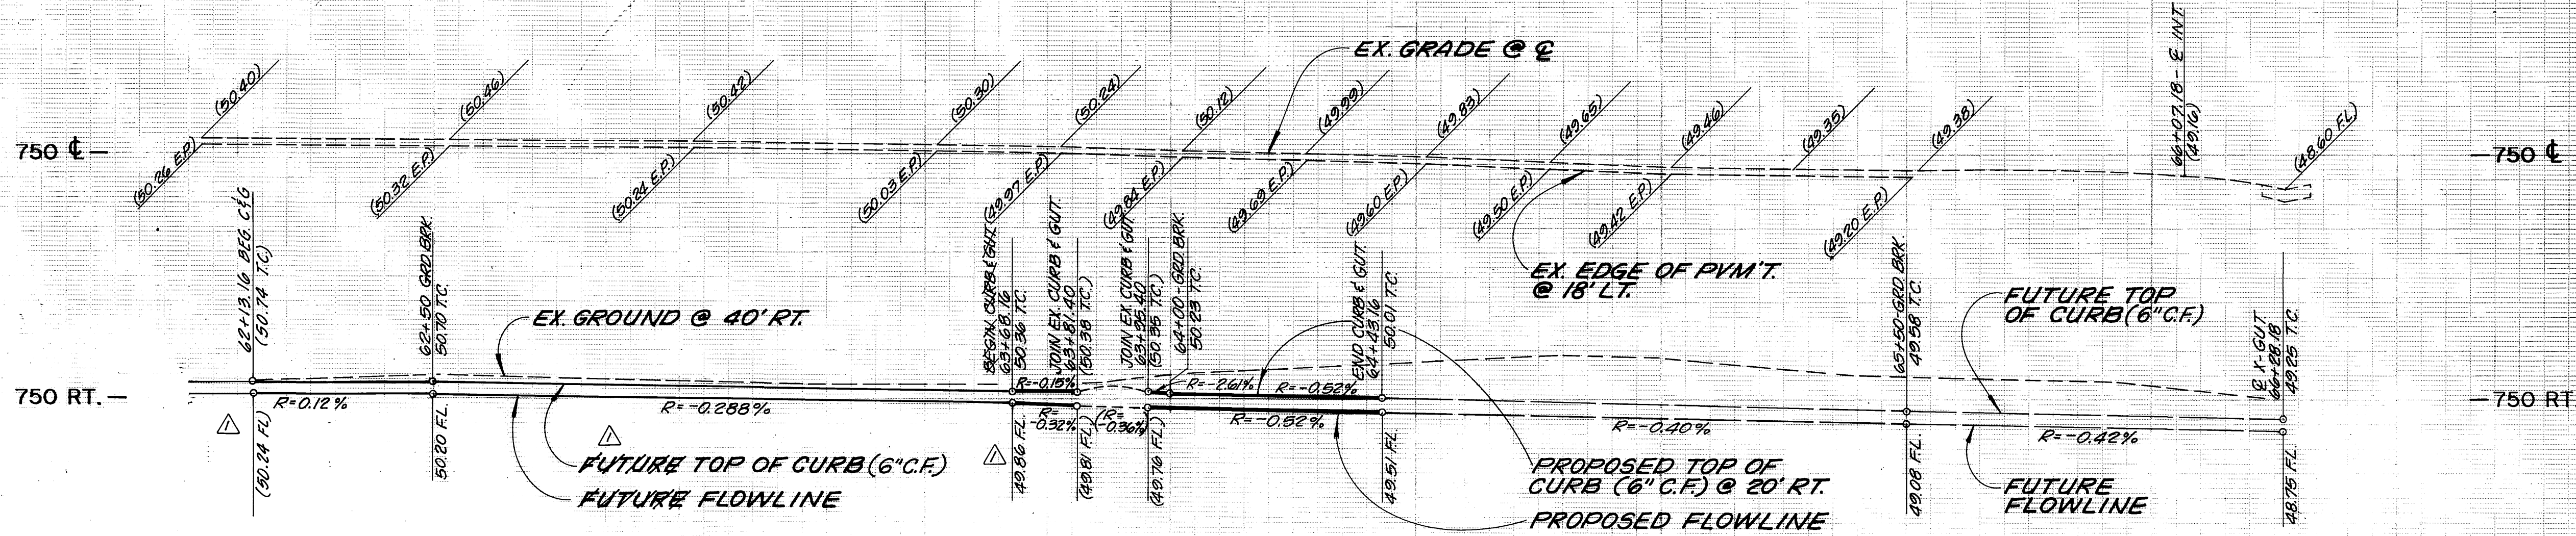 EX. GRADE @ ℄
(50.40)
(50.46)
(50.42)
(50.30)
(50.24)
(50.12)
(49.99)
(49.83)
(49.65)
(49.46)
(49.35)
(49.38)
66+07.18 - ℄ INT.
(49.16)
(48.60 F.L.)
750 ℄
750 ℄
(50.26 E.P.)
(50.32 E.P.)
(50.24 E.P.)
(50.03 E.P.)
(49.97 E.P.)
(49.84 E.P.)
(49.69 E.P.)
(49.60 E.P.)
(49.50 E.P.)
(49.42 E.P.)
(49.20 E.P.)
EX. EDGE OF PVM'T.
@ 18' LT.
62+13.16 BEG. C&G
(50.74 T.C.)
62+50 GRD. BRK.
50.70 T.C.
BEGIN CURB & GUT.
63+68.16
50.36 T.C.
JOIN EX. CURB & GUT.
63+81.40
(50.38 T.C.)
JOIN EX. CURB & GUT.
63+95.40
(50.35 T.C.)
64+00 - GRD. BRK.
50.23 T.C.
END CURB & GUT.
64+43.16
50.01 T.C.
65+50 - GRD. BRK.
49.58 T.C.
℄ X-GUT
66+28.18
49.25 T.C.
EX. GROUND @ 40' RT.
FUTURE TOP
OF CURB (6" C.F.)
750 RT.
750 RT.
R=0.12%
R=-0.288%
R=-0.15%
R=-2.61%
R=-0.52%
R=
-0.32%
(R=
-0.36%)
R=-0.52%
R=-0.40%
R=-0.42%
1
1
1
(50.24 FL)
50.20 F.L.
49.86 F.L.
(49.81 FL)
(49.76 FL)
49.51 FL.
49.08 F.L.
48.75 F.L.
FUTURE TOP OF CURB (6" C.F.)
FUTURE FLOWLINE
PROPOSED TOP OF
CURB (6" C.F.) @ 20' RT.
PROPOSED FLOWLINE
FUTURE
FLOWLINE